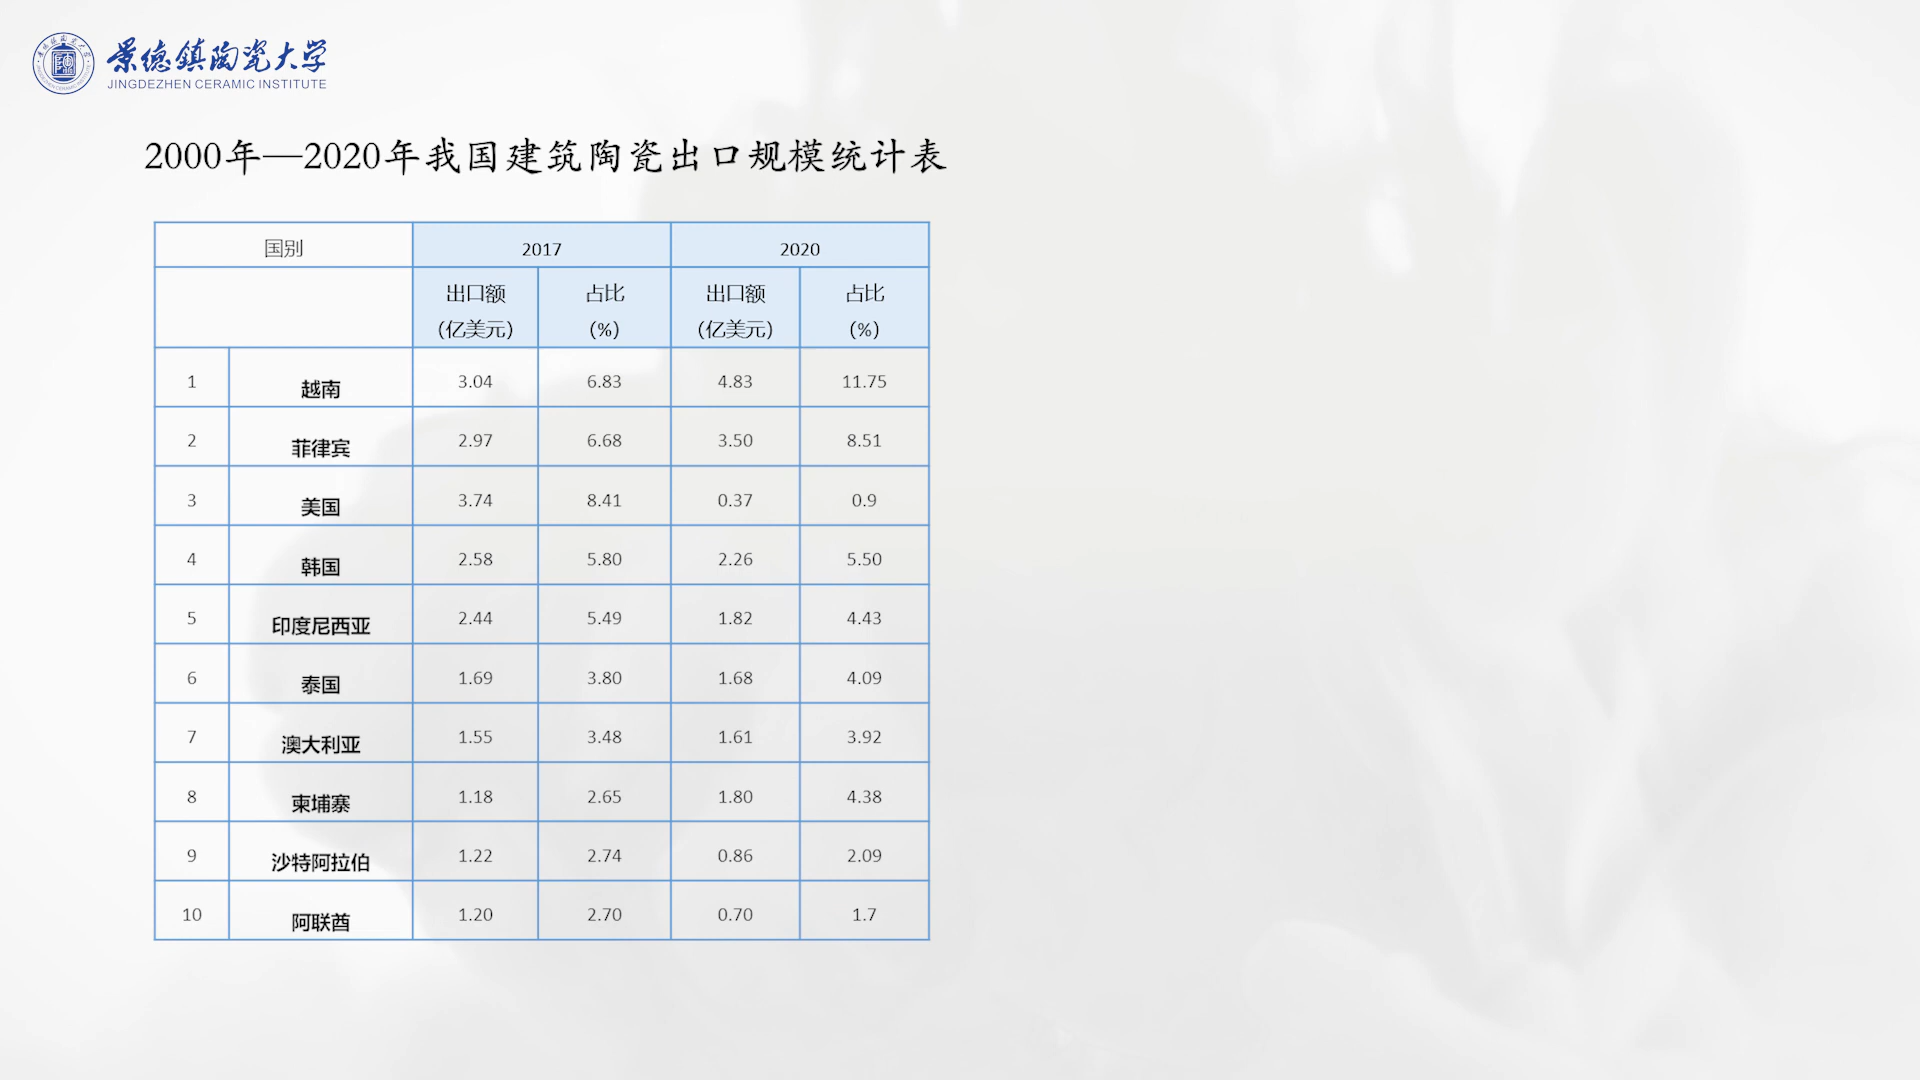 景德镇陶瓷大学
JINGDEZHEN CERAMIC INSTITUTE
2000年—2020年我国建筑陶瓷出口规模统计表
国别 2017 2020
出口额 占比 出口额 占比
(亿美元) (%) (亿美元) (%)
1 越南 3.04 6.83 4.83 11.75
2 菲律宾 2.97 6.68 3.50 8.51
3 美国 3.74 8.41 0.37 0.9
4 韩国 2.58 5.80 2.26 5.50
5 印度尼西亚 2.44 5.49 1.82 4.43
6 泰国 1.69 3.80 1.68 4.09
7 澳大利亚 1.55 3.48 1.61 3.92
8 柬埔寨 1.18 2.65 1.80 4.38
9 沙特阿拉伯 1.22 2.74 0.86 2.09
10 阿联酋 1.20 2.70 0.70 1.7